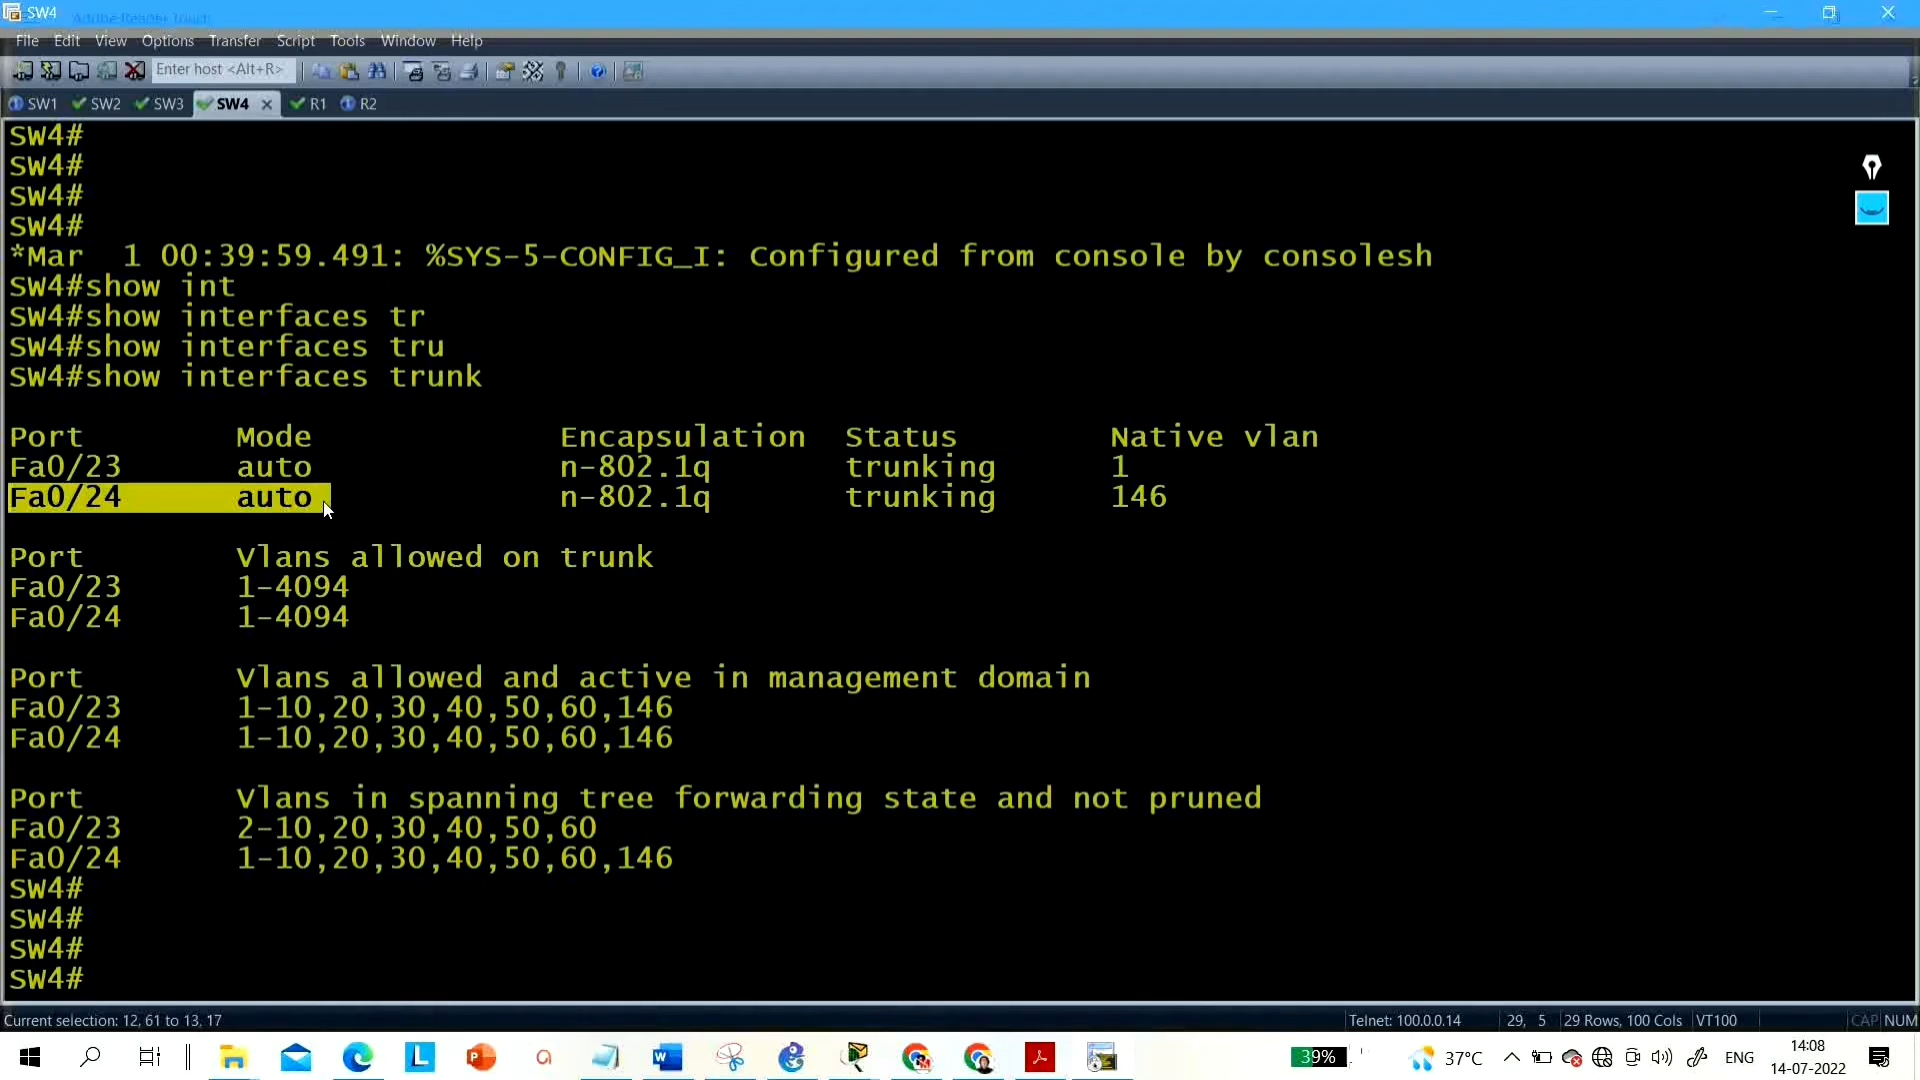 SW4
Adobe Reader Touch
File Edit View Options Transfer Script Tools Window Help
Enter host <Alt+R>
SW1 SW2 SW3 SW4 R1 R2
SW4#
SW4#
SW4#
SW4#
*Mar  1 00:39:59.491: %SYS-5-CONFIG_I: Configured from console by consolesh
SW4#show int
SW4#show interfaces tr
SW4#show interfaces tru
SW4#show interfaces trunk
Port Mode Encapsulation Status Native vlan
Fa0/23 auto n-802.1q trunking 1
Fa0/24 auto n-802.1q trunking 146
Port Vlans allowed on trunk
Fa0/23 1-4094
Fa0/24 1-4094
Port Vlans allowed and active in management domain
Fa0/23 1-10,20,30,40,50,60,146
Fa0/24 1-10,20,30,40,50,60,146
Port Vlans in spanning tree forwarding state and not pruned
Fa0/23 2-10,20,30,40,50,60
Fa0/24 1-10,20,30,40,50,60,146
SW4#
SW4#
SW4#
SW4#
Current selection: 12, 61 to 13, 17 Telnet: 100.0.0.14 29, 5 29 Rows, 100 Cols VT100 CAP NUM
39% 37°C ENG 14:08
14-07-2022